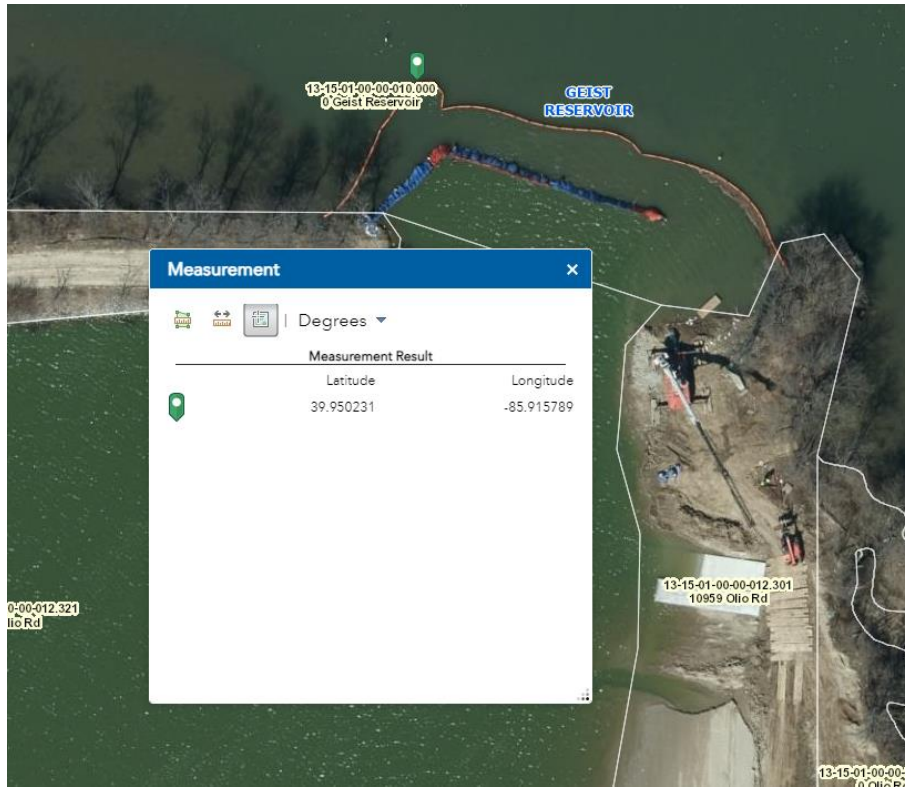 13-15-01-00-00-010.000
0 Geist Reservoir
GEIST
RESERVOIR
Measurement
Degrees
Measurement Result
Latitude Longitude
39.950231 -85.915789
13-15-01-00-00-012.301
10959 Olio Rd
0-00-012.321
lio Rd
13-15-01-00-00-
0 Olio R